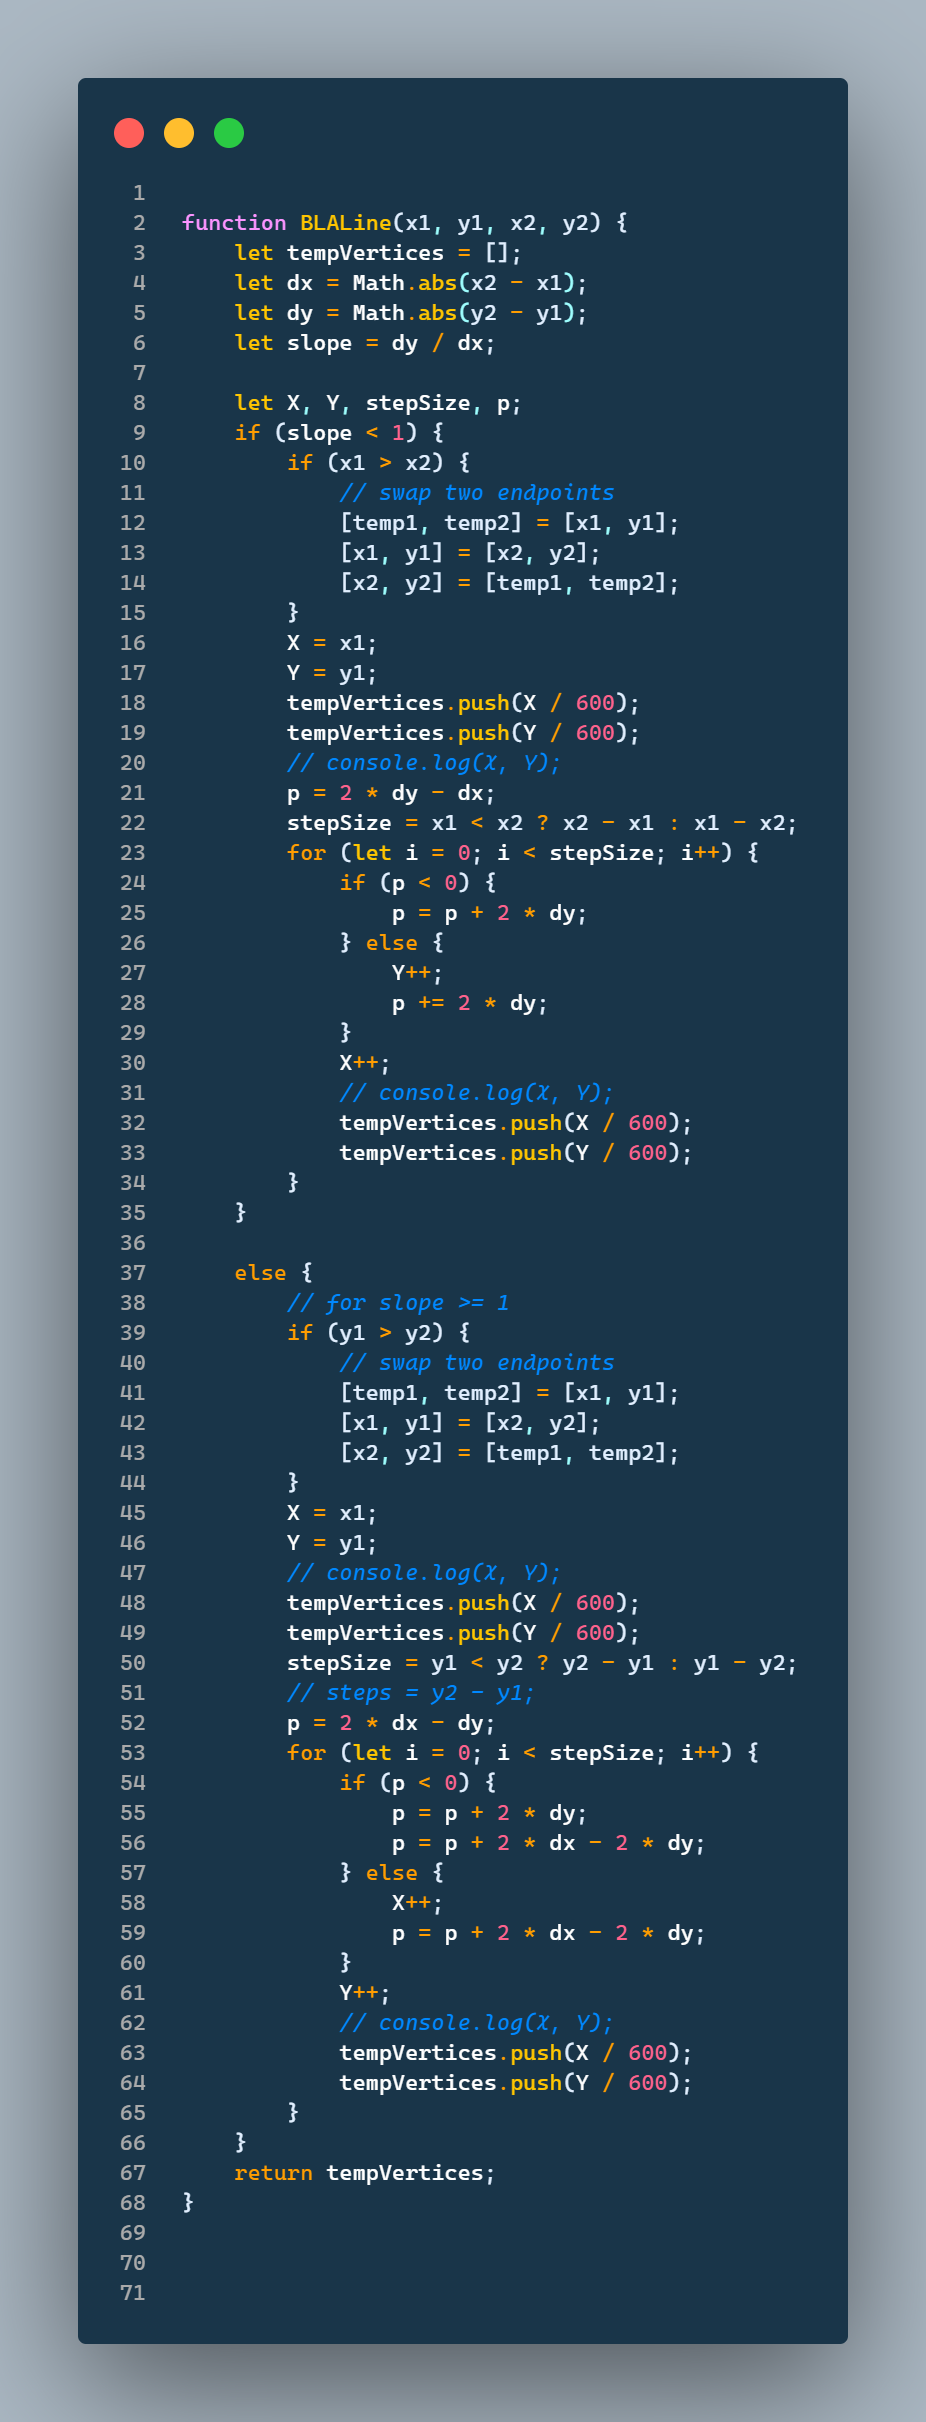 1
2 function BLALine(x1, y1, x2, y2) {
3     let tempVertices = [];
4     let dx = Math.abs(x2 - x1);
5     let dy = Math.abs(y2 - y1);
6     let slope = dy / dx;
7
8     let X, Y, stepSize, p;
9     if (slope < 1) {
10         if (x1 > x2) {
11             // swap two endpoints
12             [temp1, temp2] = [x1, y1];
13             [x1, y1] = [x2, y2];
14             [x2, y2] = [temp1, temp2];
15         }
16         X = x1;
17         Y = y1;
18         tempVertices.push(X / 600);
19         tempVertices.push(Y / 600);
20         // console.log(X, Y);
21         p = 2 * dy - dx;
22         stepSize = x1 < x2 ? x2 - x1 : x1 - x2;
23         for (let i = 0; i < stepSize; i++) {
24             if (p < 0) {
25                 p = p + 2 * dy;
26             } else {
27                 Y++;
28                 p += 2 * dy;
29             }
30             X++;
31             // console.log(X, Y);
32             tempVertices.push(X / 600);
33             tempVertices.push(Y / 600);
34         }
35     }
36
37     else {
38         // for slope >= 1
39         if (y1 > y2) {
40             // swap two endpoints
41             [temp1, temp2] = [x1, y1];
42             [x1, y1] = [x2, y2];
43             [x2, y2] = [temp1, temp2];
44         }
45         X = x1;
46         Y = y1;
47         // console.log(X, Y);
48         tempVertices.push(X / 600);
49         tempVertices.push(Y / 600);
50         stepSize = y1 < y2 ? y2 - y1 : y1 - y2;
51         // steps = y2 - y1;
52         p = 2 * dx - dy;
53         for (let i = 0; i < stepSize; i++) {
54             if (p < 0) {
55                 p = p + 2 * dy;
56                 p = p + 2 * dx - 2 * dy;
57             } else {
58                 X++;
59                 p = p + 2 * dx - 2 * dy;
60             }
61             Y++;
62             // console.log(X, Y);
63             tempVertices.push(X / 600);
64             tempVertices.push(Y / 600);
65         }
66     }
67     return tempVertices;
68 }
69
70
71